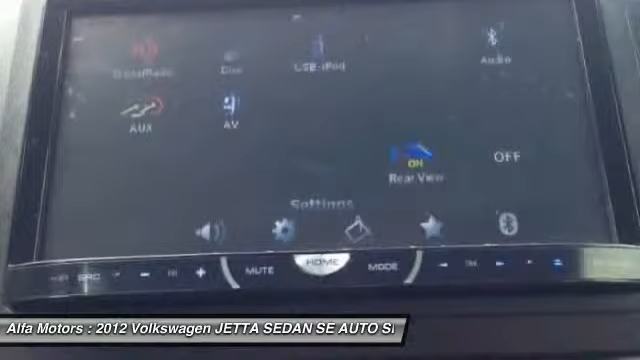 Disc USB-iPod Audio
AUX AV
ON OFF
Rear View
Settings
SRC MUTE HOME MODE
Alfa Motors : 2012 Volkswagen JETTA SEDAN SE AUTO S